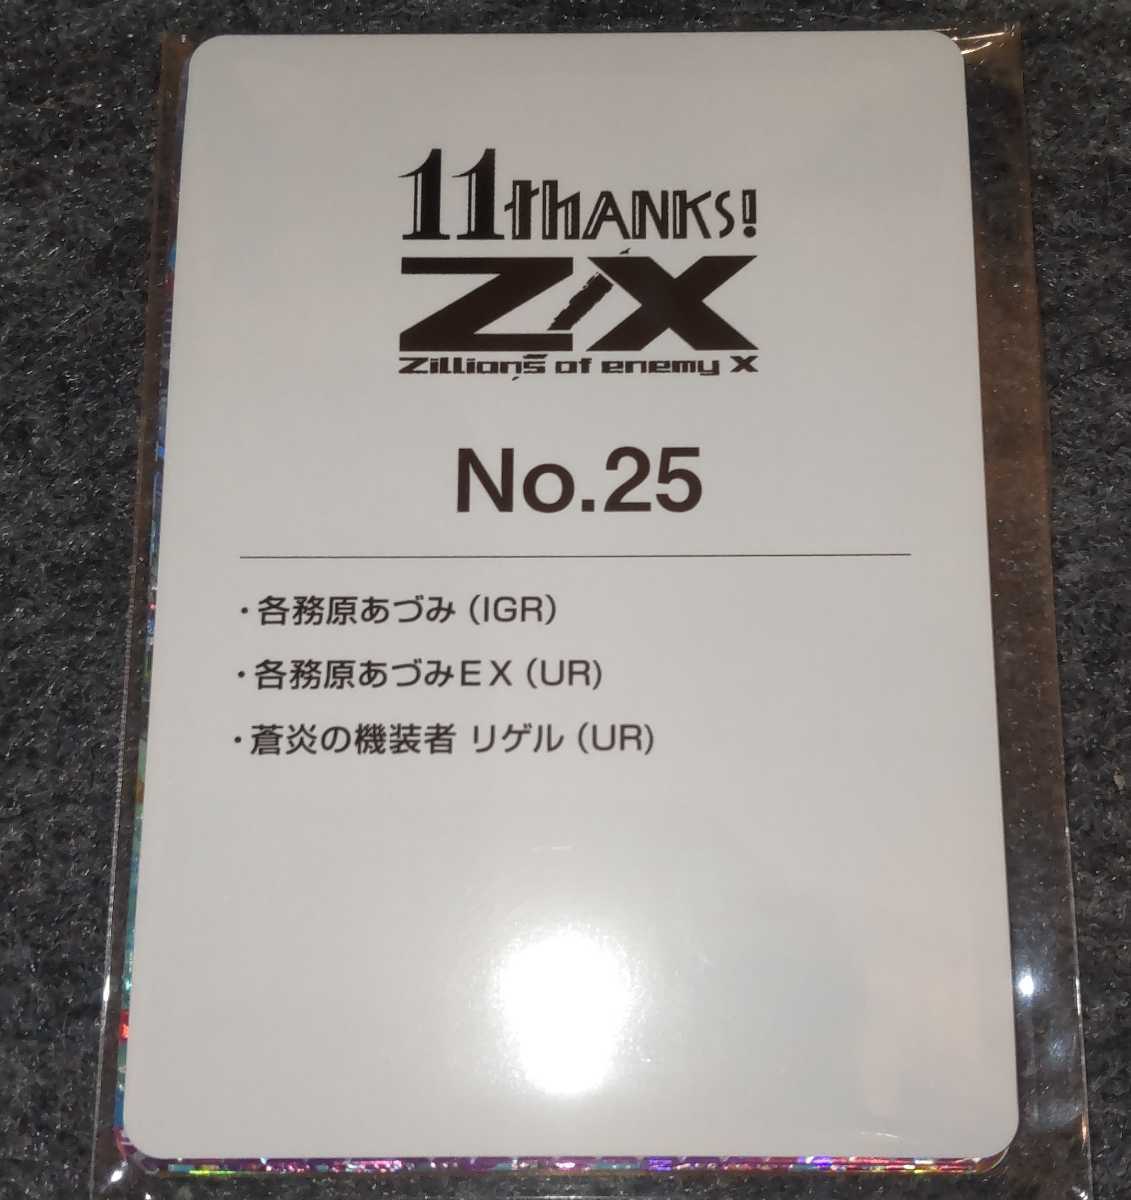 11thANKS!
Z/X
Zillions of enemy X
No.25
・各務原あづみ (IGR)
・各務原あづみEX (UR)
・蒼炎の機装者 リゲル (UR)